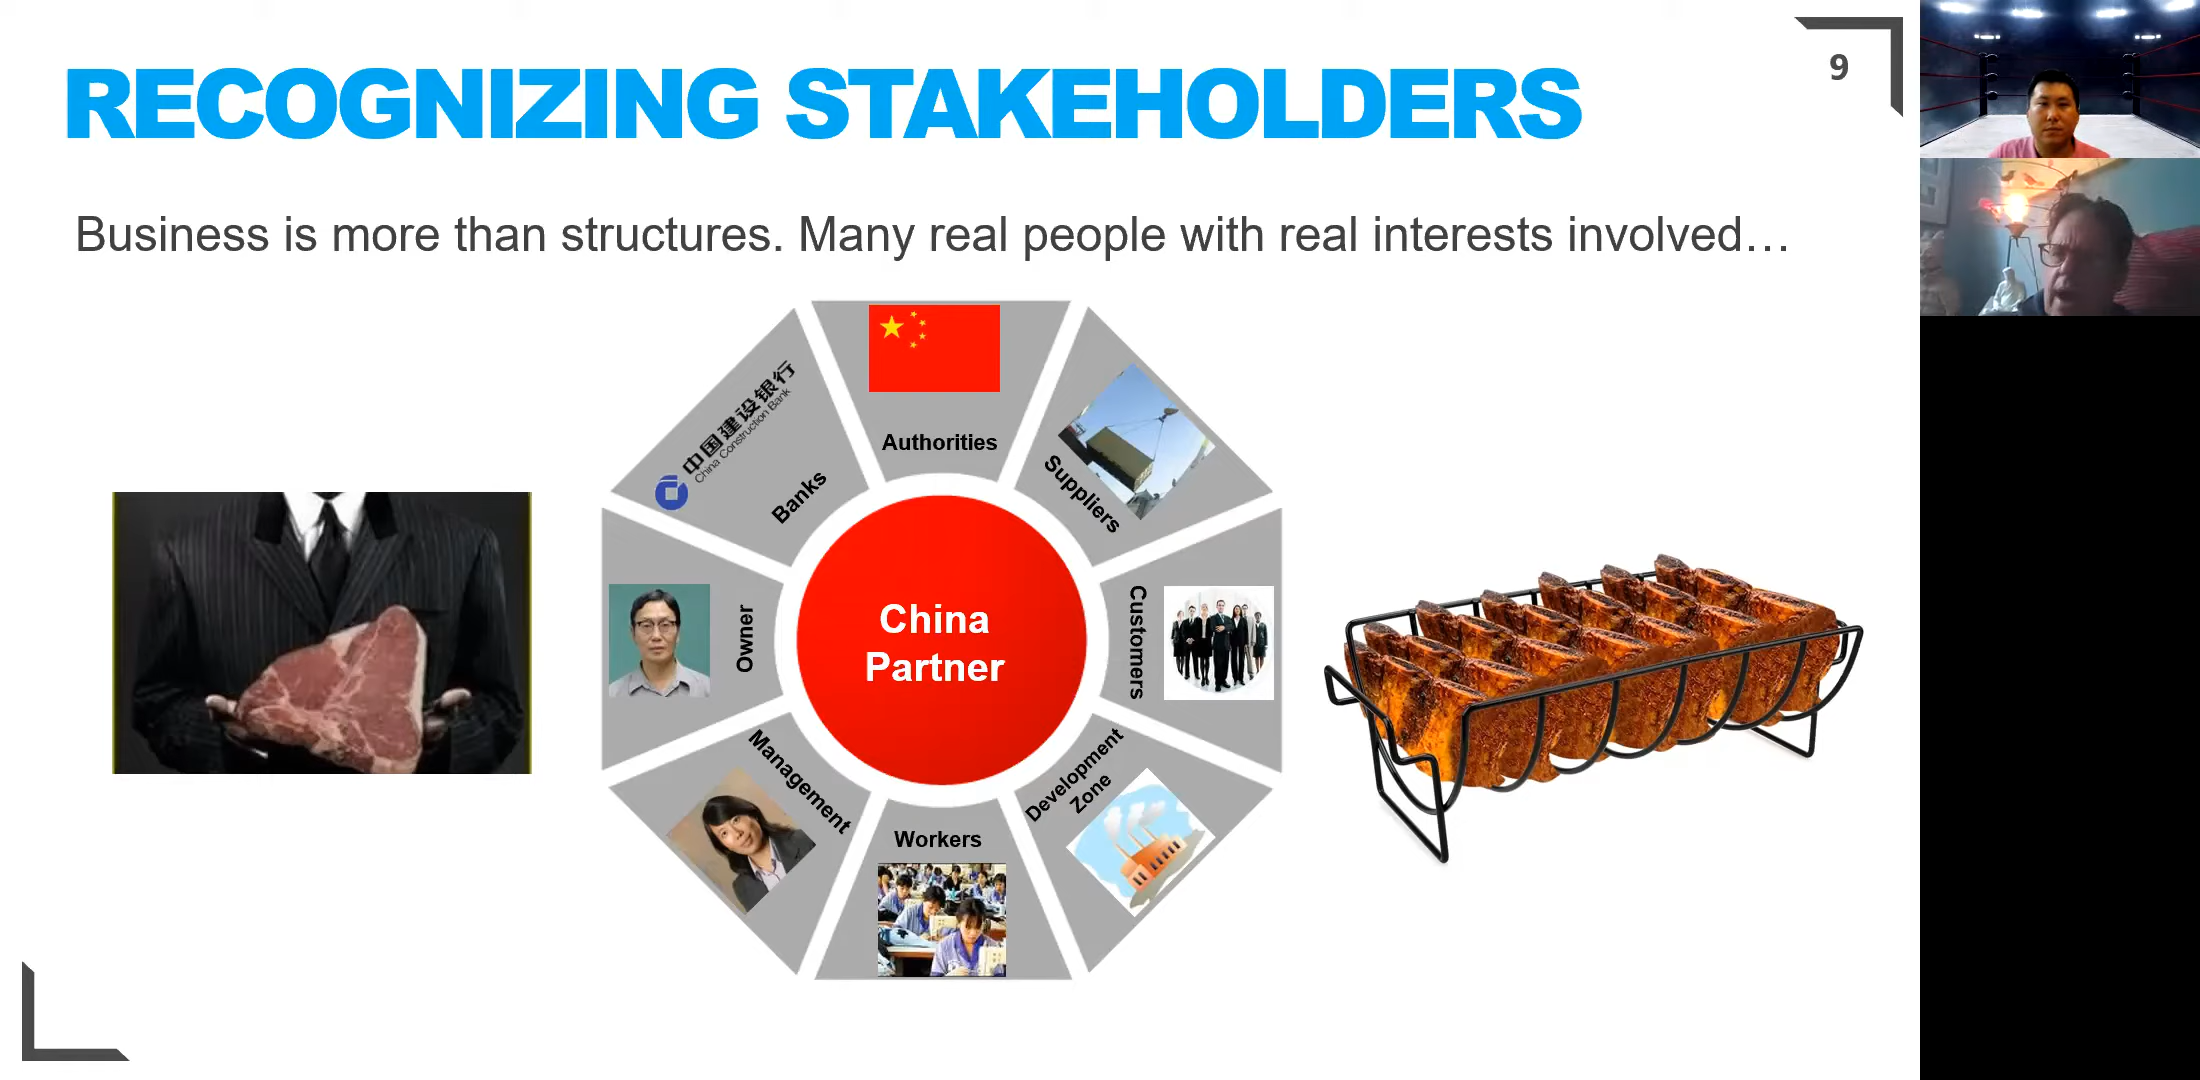 RECOGNIZING STAKEHOLDERS
9
Business is more than structures. Many real people with real interests involved…
Authorities
中国建设银行
China Construction Bank
Banks
Suppliers
Owner
China
Partner
Customers
Management
Development
Zone
Workers